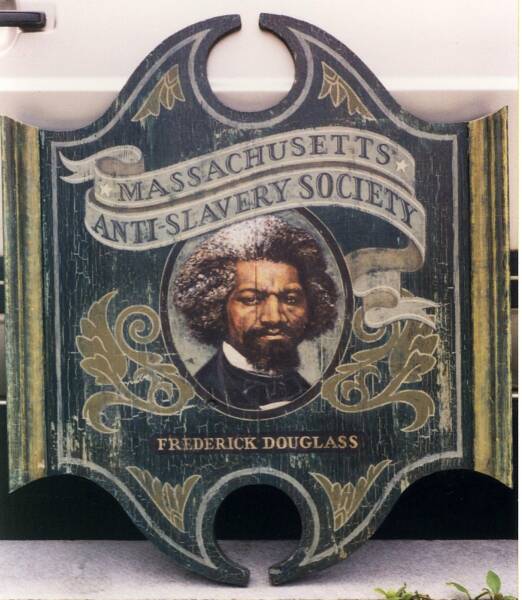 MASSACHUSETTS
ANTI-SLAVERY SOCIETY
FREDERICK DOUGLASS